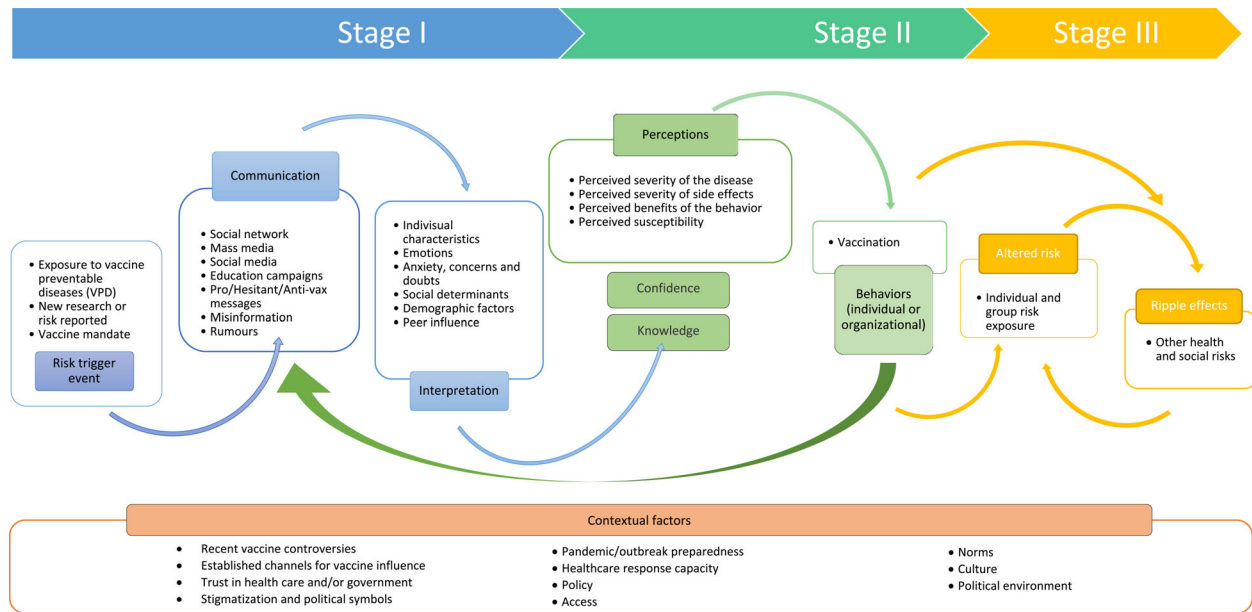 Stage I
Stage II
Stage III
• Exposure to vaccine
preventable
diseases (VPD)
• New research or
risk reported
• Vaccine mandate
Risk trigger
event
Communication
• Social network
• Mass media
• Social media
• Education campaigns
• Pro/Hesitant/Anti-vax
messages
• Misinformation
• Rumours
• Indivisual
characteristics
• Emotions
• Anxiety, concerns and
doubts
• Social determinants
• Demographic factors
• Peer influence
Interpretation
Perceptions
• Perceived severity of the disease
• Perceived severity of side effects
• Perceived benefits of the behavior
• Perceived susceptibility
Confidence
Knowledge
• Vaccination
Behaviors
(individual or
organizational)
Altered risk
• Individual and
group risk
exposure
Ripple effects
• Other health
and social risks
Contextual factors
• Recent vaccine controversies
• Established channels for vaccine influence
• Trust in health care and/or government
• Stigmatization and political symbols
• Pandemic/outbreak preparedness
• Healthcare response capacity
• Policy
• Access
• Norms
• Culture
• Political environment